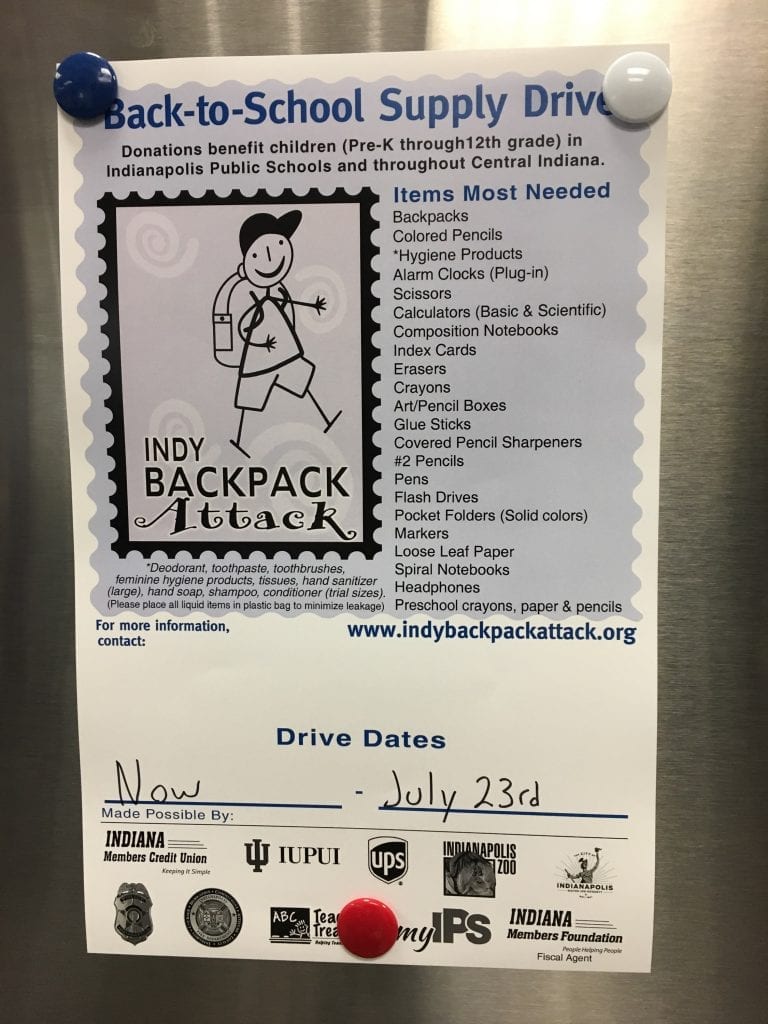 Back-to-School Supply Drive
Donations benefit children (Pre-K through12th grade) in
Indianapolis Public Schools and throughout Central Indiana.
Items Most Needed
Backpacks
Colored Pencils
*Hygiene Products
Alarm Clocks (Plug-in)
Scissors
Calculators (Basic & Scientific)
Composition Notebooks
Index Cards
Erasers
Crayons
Art/Pencil Boxes
Glue Sticks
Covered Pencil Sharpeners
#2 Pencils
Pens
Flash Drives
Pocket Folders (Solid colors)
Markers
Loose Leaf Paper
Spiral Notebooks
Headphones
Preschool crayons, paper & pencils
INDY
BACKPACK
Attack
*Deodorant, toothpaste, toothbrushes,
feminine hygiene products, tissues, hand sanitizer
(large), hand soap, shampoo, conditioner (trial sizes).
(Please place all liquid items in plastic bag to minimize leakage)
For more information,
contact:
www.indybackpackattack.org
Drive Dates
Now - July 23rd
Made Possible By:
INDIANA
Members Credit Union
Keeping It Simple
IUPUI
ups
INDIANAPOLIS
ZOO
THE CITY OF
INDIANAPOLIS
ABC
my IPS
INDIANA
Members Foundation
People Helping People
Fiscal Agent